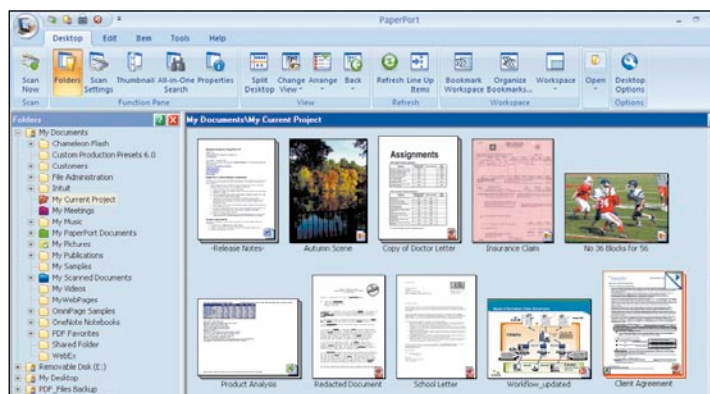 PaperPort
Desktop Edit Item Tools Help
Scan Now
Folders
Scan Settings
Thumbnail
All-in-One Search
Properties
Split Desktop
Change View
Arrange
Back
Refresh
Line Up Items
Bookmark Workspace
Organize Bookmarks...
Workspace
Open
Desktop Options
Scan Function Pane View Refresh Workspace Options
Folders
My Documents\My Current Project
My Documents
Chameleon Flash
Custom Production Presets 6.0
Customers
File Administration
Intuit
My Current Project
My Meetings
My Music
My PaperPort Documents
My Pictures
My Publications
My Samples
My Scanned Documents
My Videos
MyWebPages
OmniPage Samples
OneNote Notebooks
PDF Favorites
Shared Folder
WebEx
Removable Disk (E:)
My Desktop
PDF_Files Backup
Assignments
-Release Notes-
Autumn Scene
Copy of Doctor Letter
Insurance Claim
No 36 Blocks for 56
Product Analysis
Redacted Document
School Letter
Workflow_updated
Client Agreement